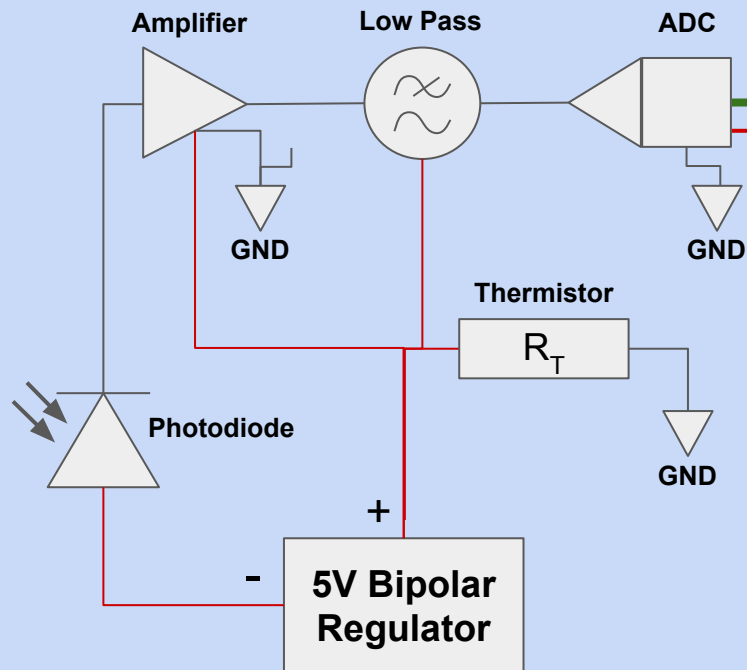 Amplifier
Low Pass
ADC
GND
GND
Thermistor
R_T
Photodiode
GND
+
-
5V Bipolar
Regulator